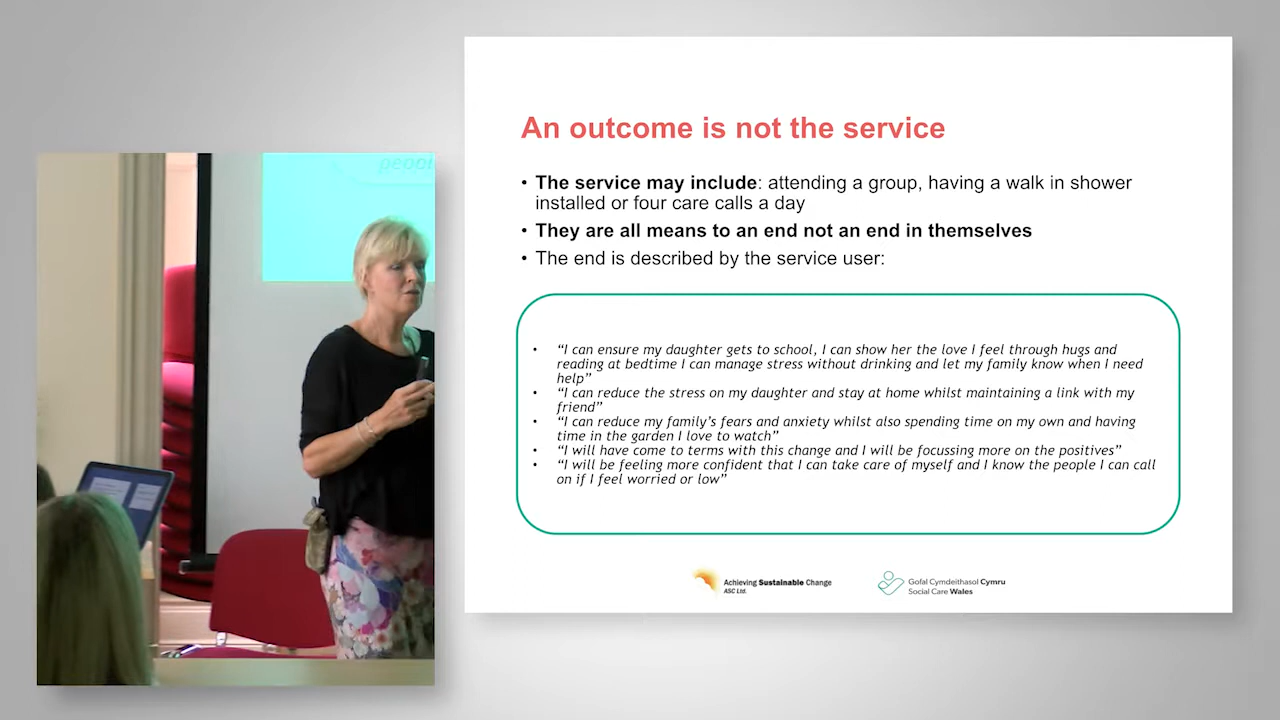 people
An outcome is not the service
• The service may include: attending a group, having a walk in shower
installed or four care calls a day
• They are all means to an end not an end in themselves
• The end is described by the service user:
• “I can ensure my daughter gets to school, I can show her the love I feel through hugs and
reading at bedtime I can manage stress without drinking and let my family know when I need
help”
• “I can reduce the stress on my daughter and stay at home whilst maintaining a link with my
friend”
• “I can reduce my family’s fears and anxiety whilst also spending time on my own and having
time in the garden I love to watch”
• “I will have come to terms with this change and I will be focussing more on the positives”
• “I will be feeling more confident that I can take care of myself and I know the people I can call
on if I feel worried or low”
Achieving Sustainable Change
ASC Ltd.
Gofal Cymdeithasol Cymru
Social Care Wales